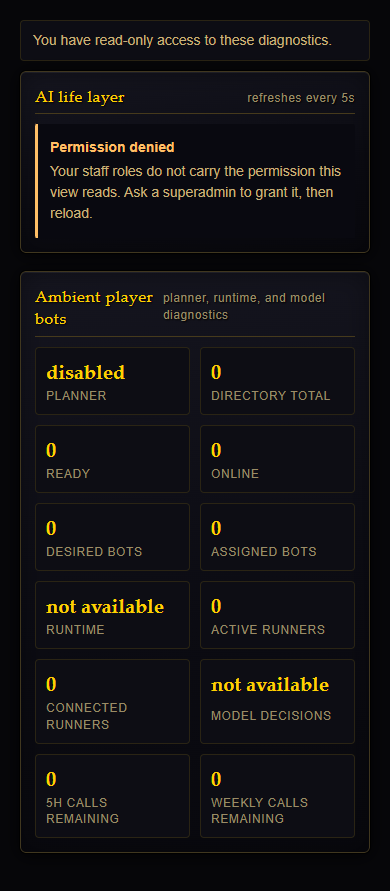 You have read-only access to these diagnostics.
AI life layer
refreshes every 5s
Permission denied
Your staff roles do not carry the permission this
view reads. Ask a superadmin to grant it, then
reload.
Ambient player
bots
planner, runtime, and model
diagnostics
disabled
PLANNER
0
DIRECTORY TOTAL
0
READY
0
ONLINE
0
DESIRED BOTS
0
ASSIGNED BOTS
not available
RUNTIME
0
ACTIVE RUNNERS
0
CONNECTED
RUNNERS
not available
MODEL DECISIONS
0
5H CALLS
REMAINING
0
WEEKLY CALLS
REMAINING